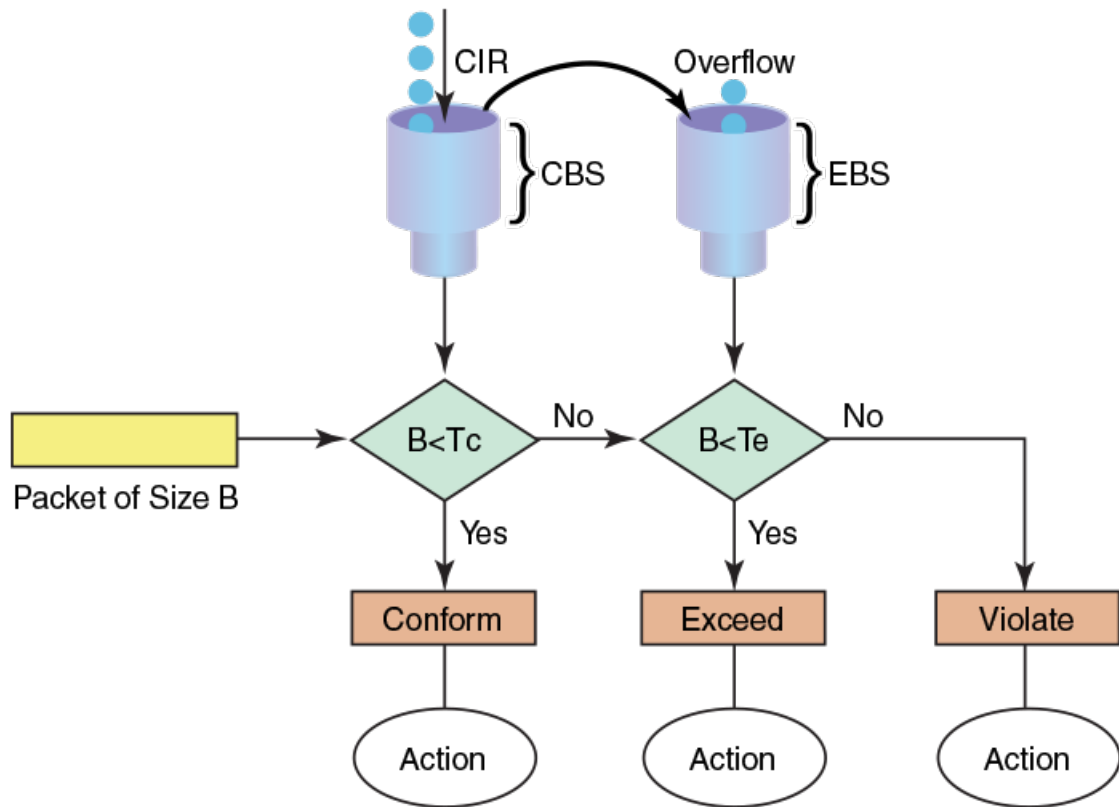 CIR
Overflow
CBS
EBS
B<Tc
No
B<Te
No
Packet of Size B
Yes
Yes
Conform
Exceed
Violate
Action
Action
Action